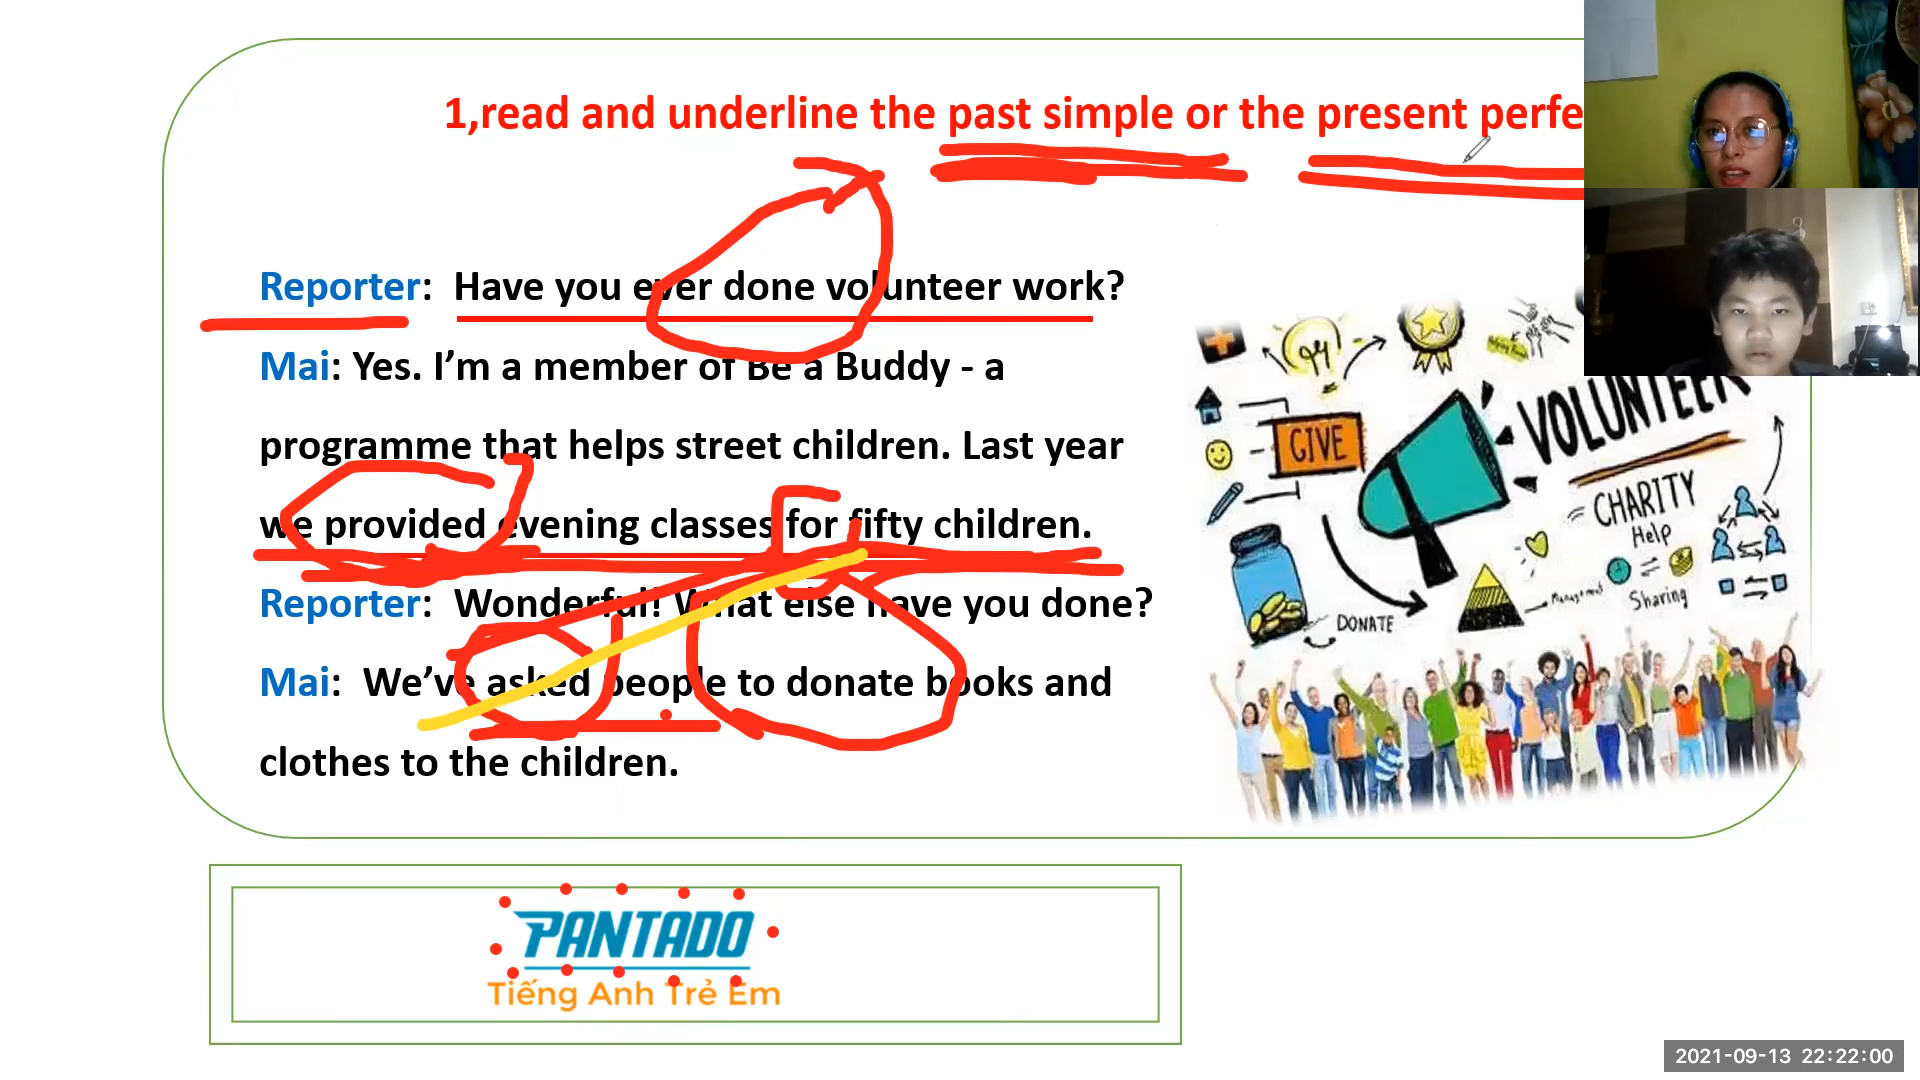 1,read and underline the past simple or the present perfe
Reporter: Have you ever done volunteer work?
Mai: Yes. I’m a member of Be a Buddy - a
programme that helps street children. Last year
we provided evening classes for fifty children.
Reporter: Wonderful! What else have you done?
Mai: We’ve asked people to donate books and
clothes to the children.
GIVE
VOLUNTEER
CHARITY
Help
Management
Sharing
DONATE
PANTADO
Tiếng Anh Trẻ Em
2021-09-13 22:22:00